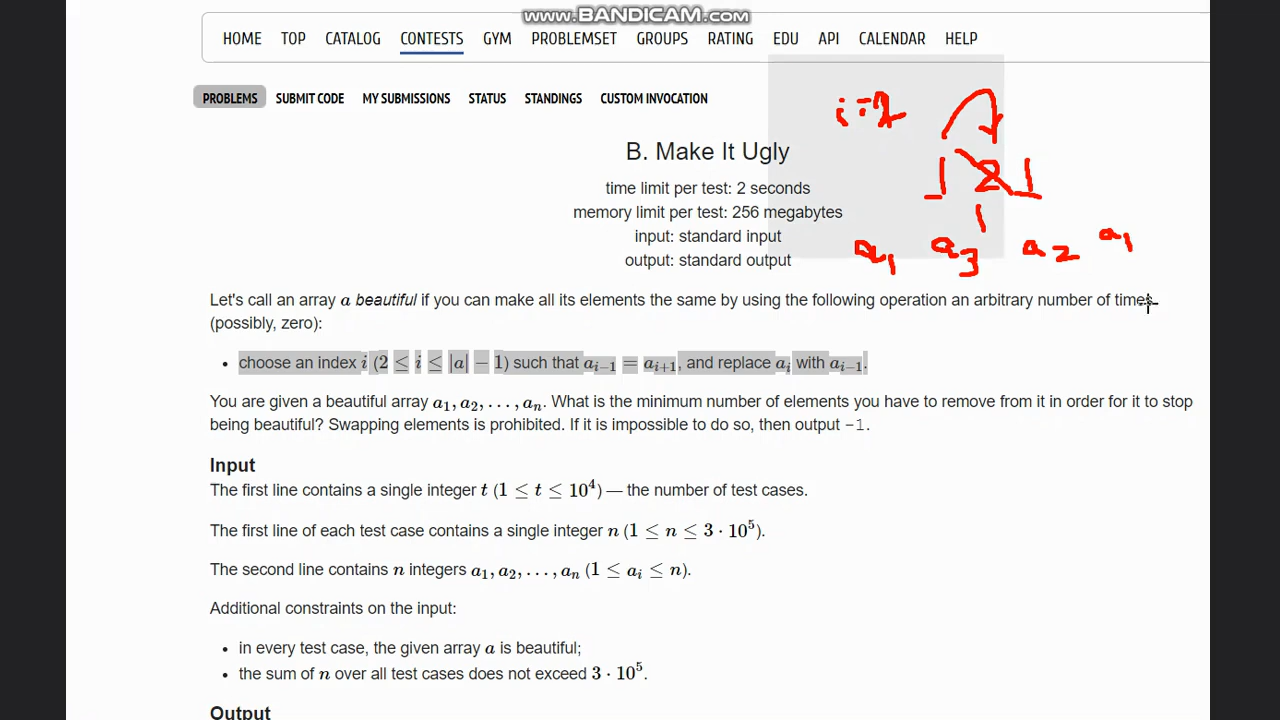 www.BANDICAM.com
HOME TOP CATALOG CONTESTS GYM PROBLEMSET GROUPS RATING EDU API CALENDAR HELP
PROBLEMS SUBMIT CODE MY SUBMISSIONS STATUS STANDINGS CUSTOM INVOCATION
i = 2
B. Make It Ugly
1 2 1
time limit per test: 2 seconds
memory limit per test: 256 megabytes
1
input: standard input
output: standard output
a1 a3 a2 a1
Let's call an array a beautiful if you can make all its elements the same by using the following operation an arbitrary number of times
(possibly, zero):
• choose an index i (2 ≤ i ≤ |a| − 1) such that a_{i−1} = a_{i+1}, and replace a_i with a_{i−1}.
You are given a beautiful array a_1, a_2, . . . , a_n. What is the minimum number of elements you have to remove from it in order for it to stop
being beautiful? Swapping elements is prohibited. If it is impossible to do so, then output -1.
Input
The first line contains a single integer t (1 ≤ t ≤ 10^4) — the number of test cases.
The first line of each test case contains a single integer n (1 ≤ n ≤ 3 · 10^5).
The second line contains n integers a_1, a_2, . . . , a_n (1 ≤ a_i ≤ n).
Additional constraints on the input:
• in every test case, the given array a is beautiful;
• the sum of n over all test cases does not exceed 3 · 10^5.
Output